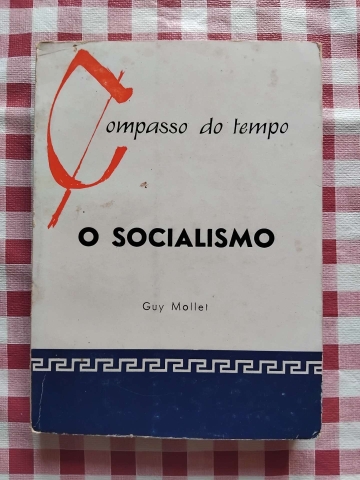 Compasso do tempo
O SOCIALISMO
Guy Mollet